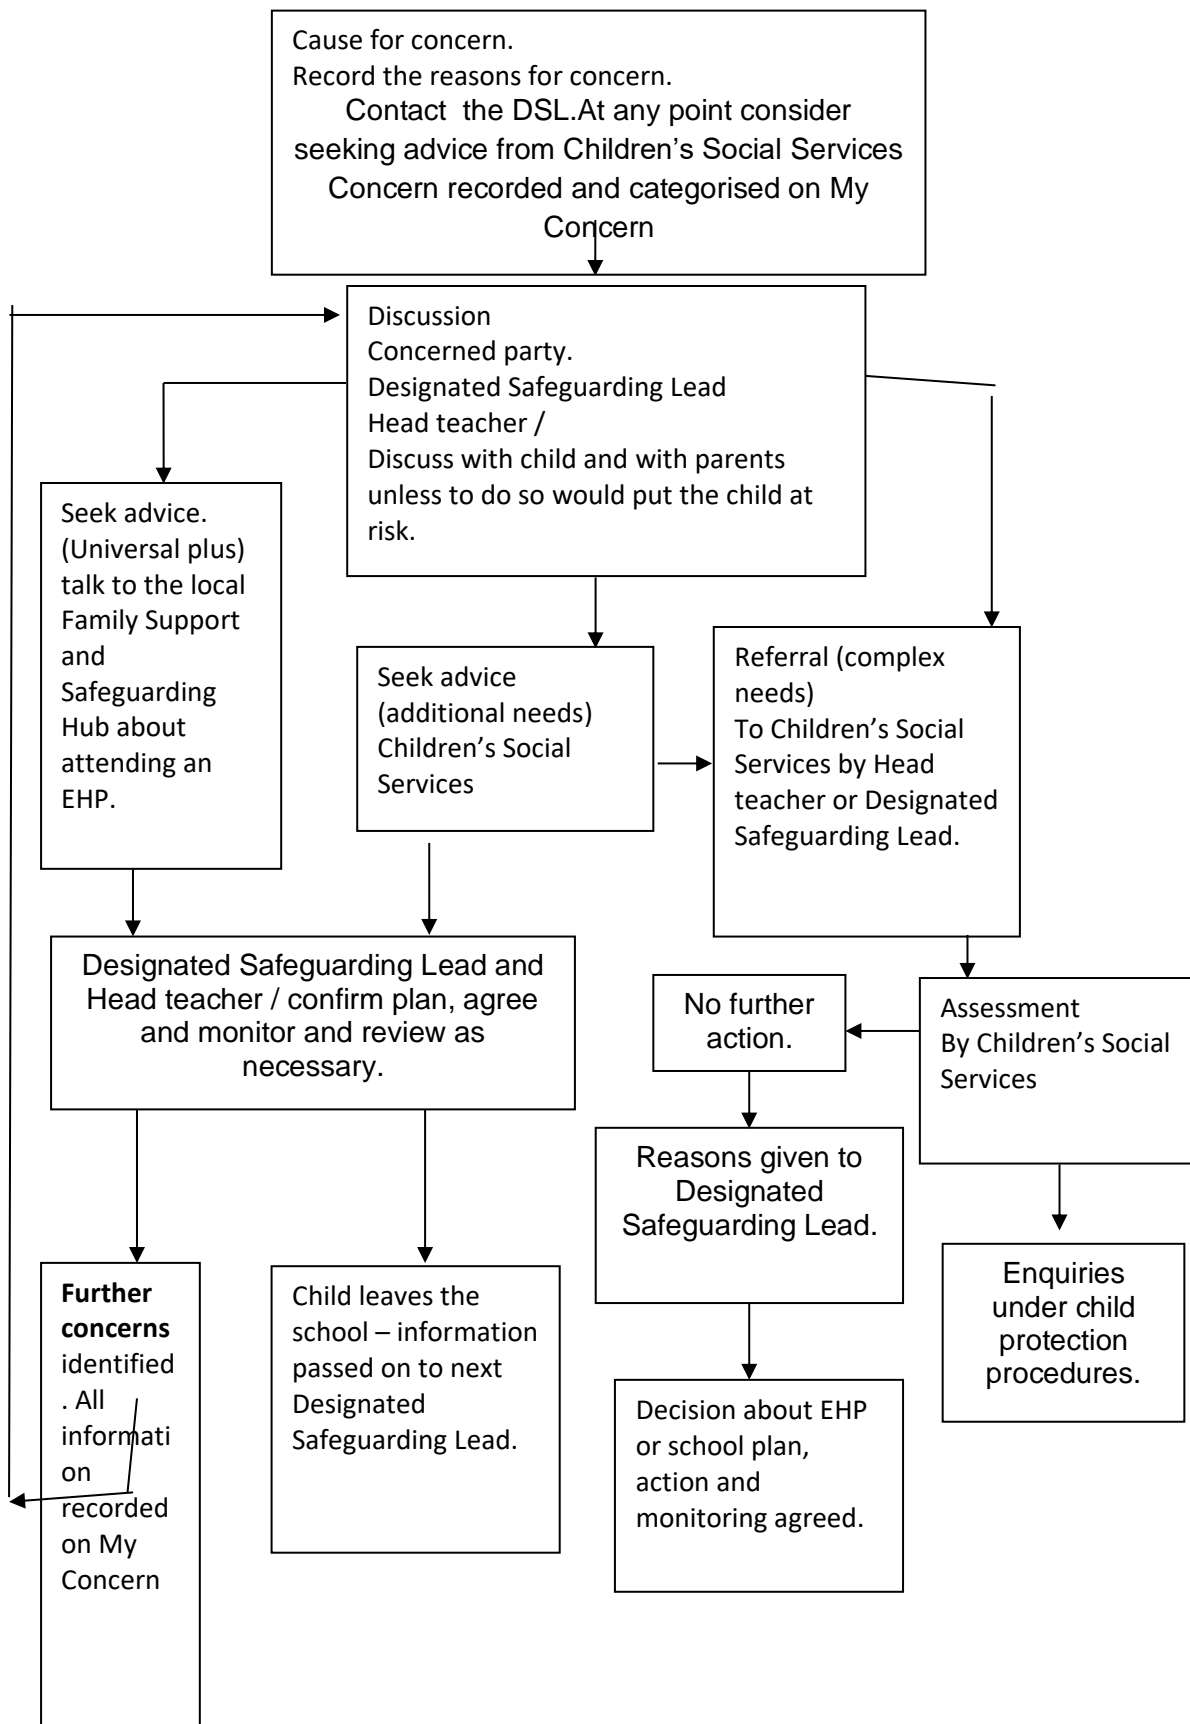 Cause for concern.
Record the reasons for concern.
Contact  the DSL.At any point consider
seeking advice from Children’s Social Services
Concern recorded and categorised on My
Concern
Discussion
Concerned party.
Designated Safeguarding Lead
Head teacher /
Discuss with child and with parents
unless to do so would put the child at
risk.
Seek advice.
(Universal plus)
talk to the local
Family Support
and
Safeguarding
Hub about
attending an
EHP.
Seek advice
(additional needs)
Children’s Social
Services
Referral (complex
needs)
To Children’s Social
Services by Head
teacher or Designated
Safeguarding Lead.
Designated Safeguarding Lead and
Head teacher / confirm plan, agree
and monitor and review as
necessary.
No further
action.
Assessment
By Children’s Social
Services
Reasons given to
Designated
Safeguarding Lead.
Enquiries
under child
protection
procedures.
Further
concerns
identified
. All
informati
on
recorded
on My
Concern
Child leaves the
school – information
passed on to next
Designated
Safeguarding Lead.
Decision about EHP
or school plan,
action and
monitoring agreed.